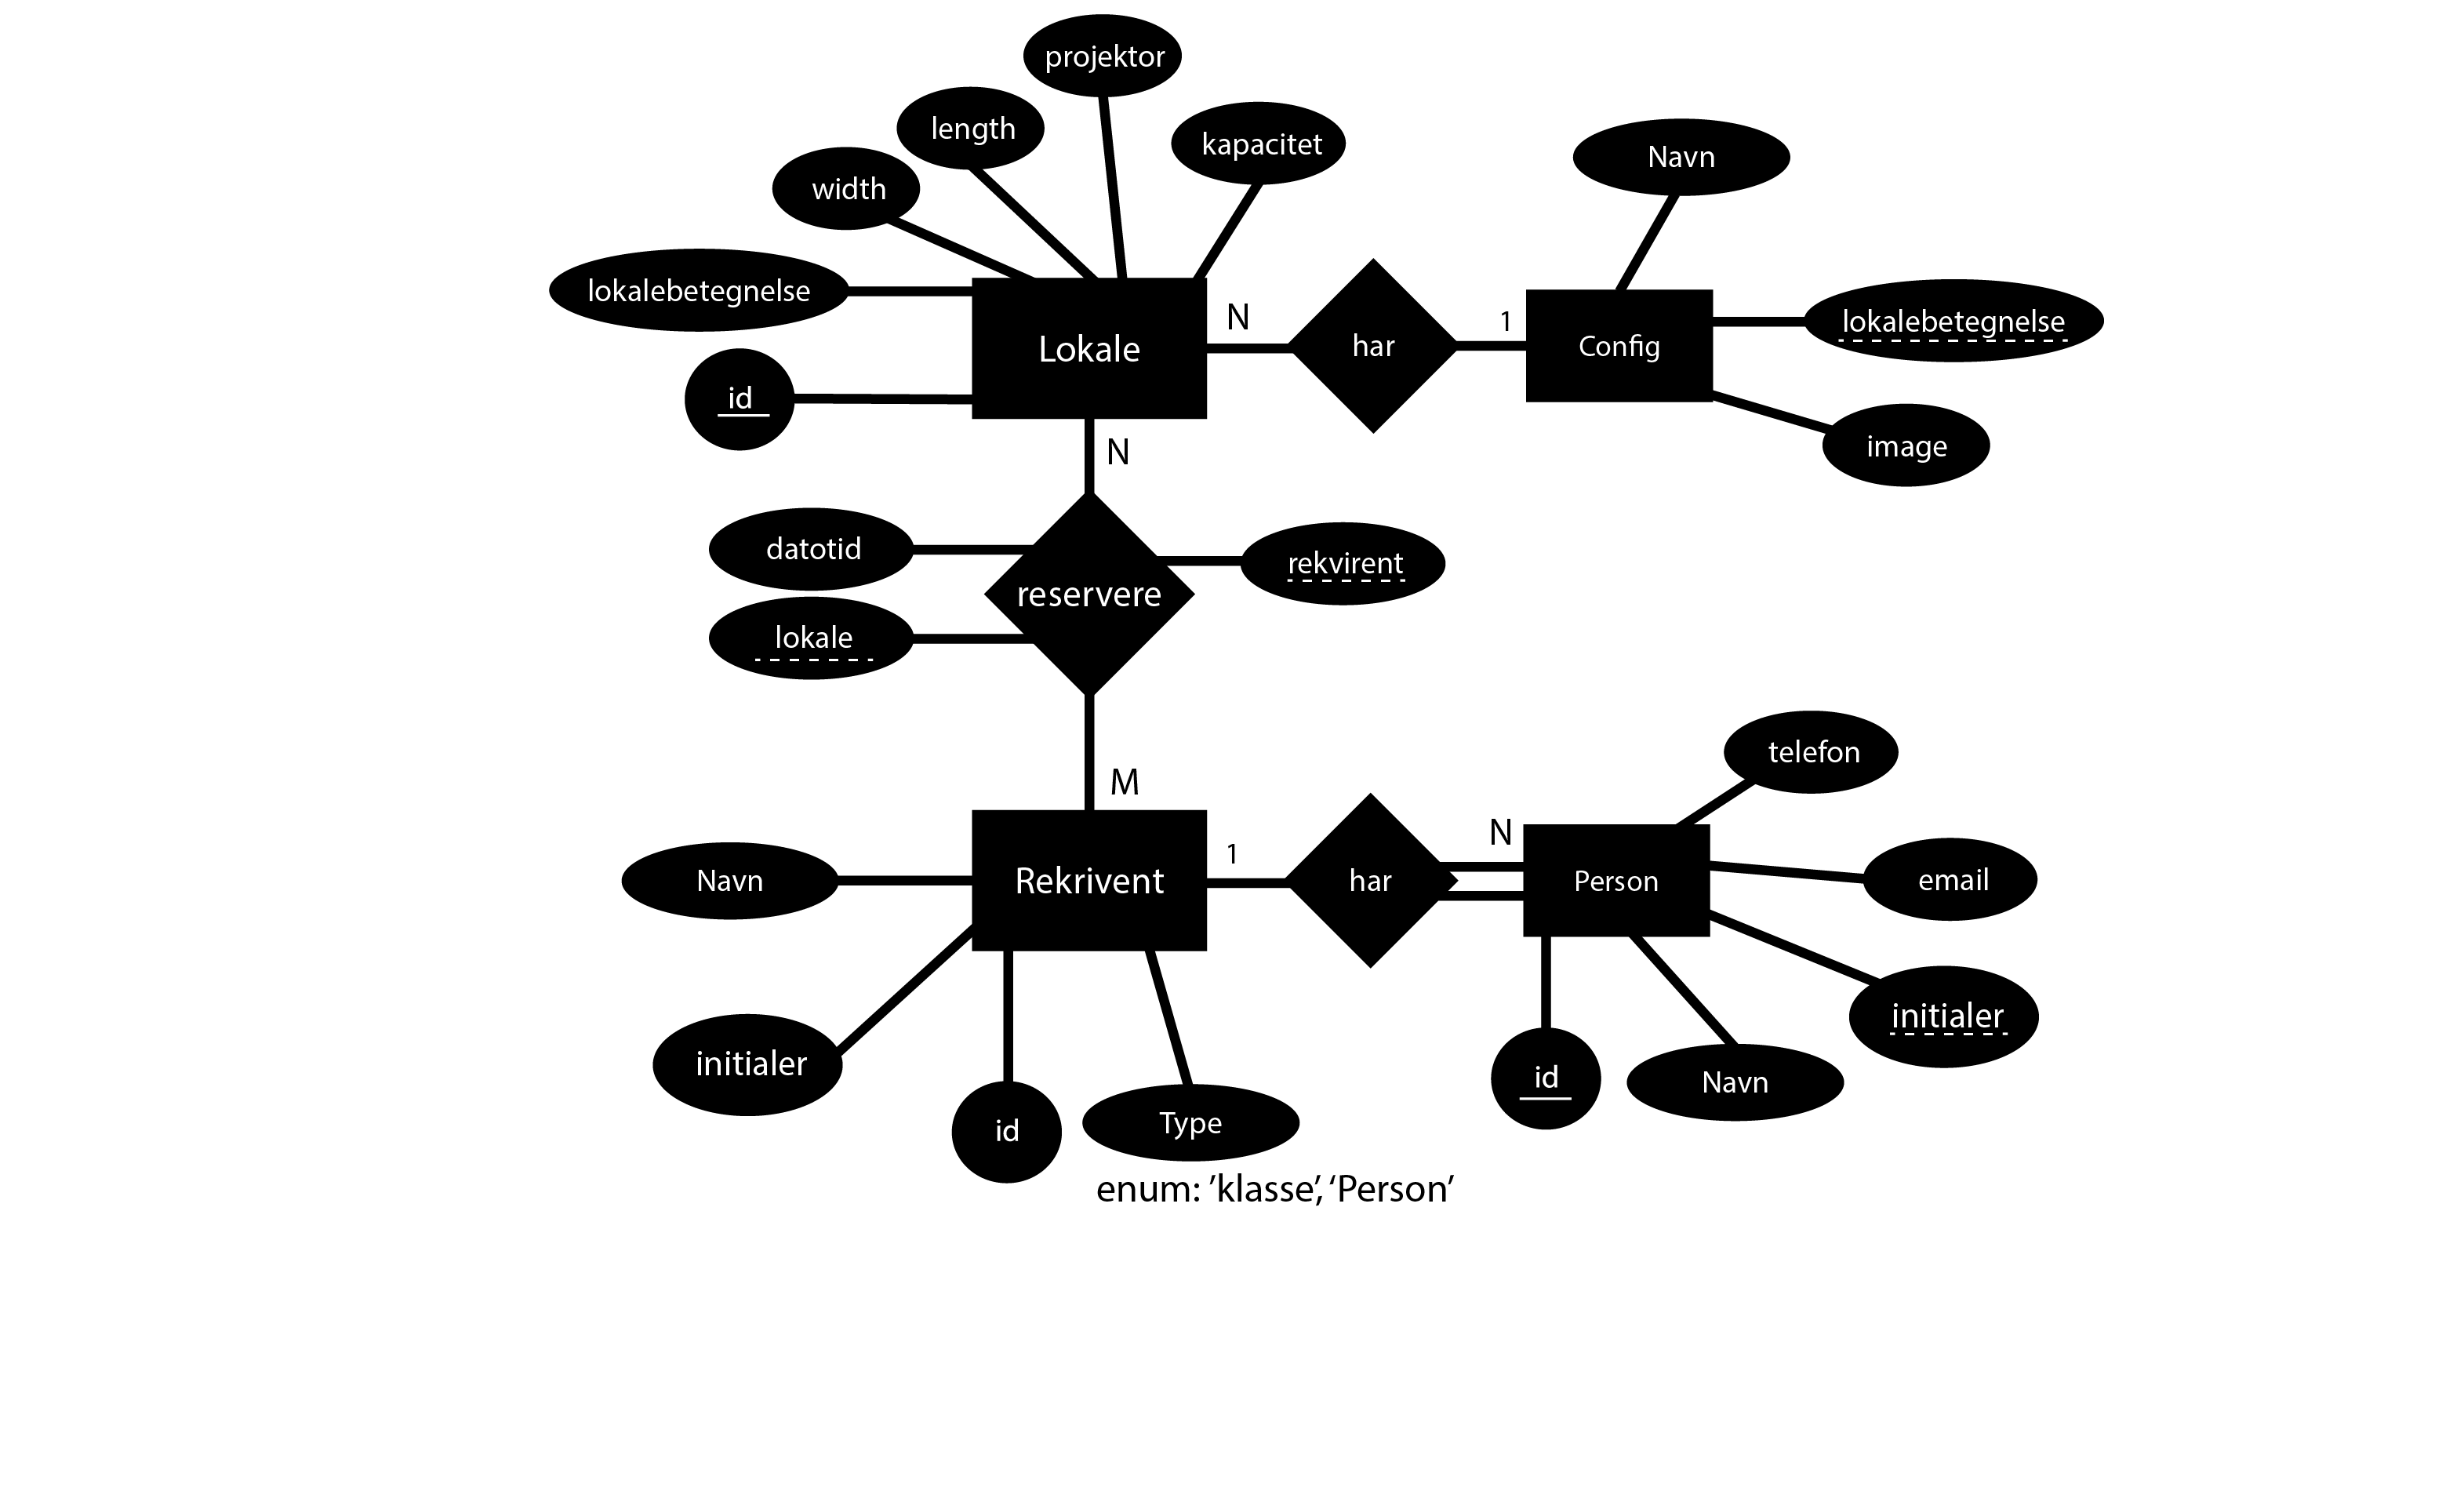 projektor
length
kapacitet
Navn
width
lokalebetegnelse
lokalebetegnelse
N
1
Lokale
har
Config
id
image
N
datotid
rekvirent
reservere
lokale
telefon
M
N
1
Navn
Rekrivent
har
Person
email
initialer
initialer
id
Navn
id
Type
enum: ’klasse’, ‘Person’